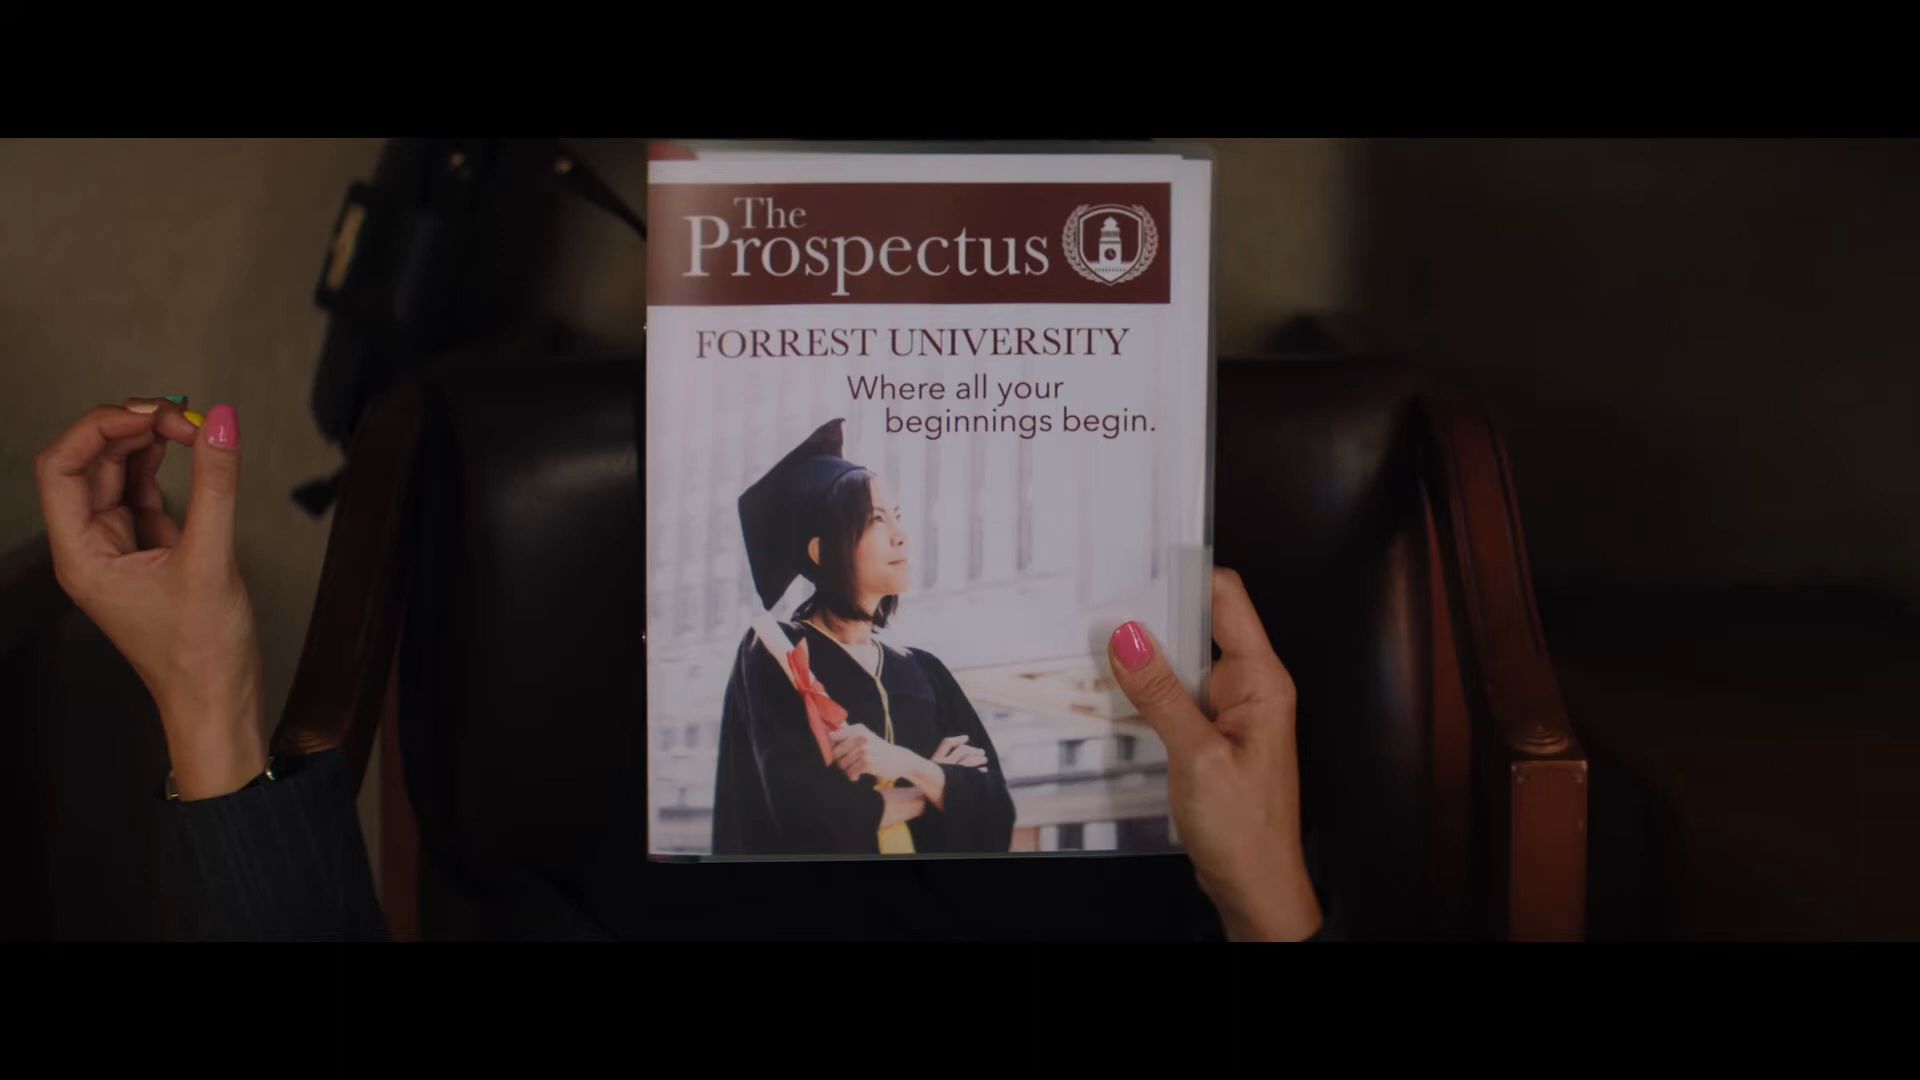 The
Prospectus
FORREST UNIVERSITY
Where all your
beginnings begin.